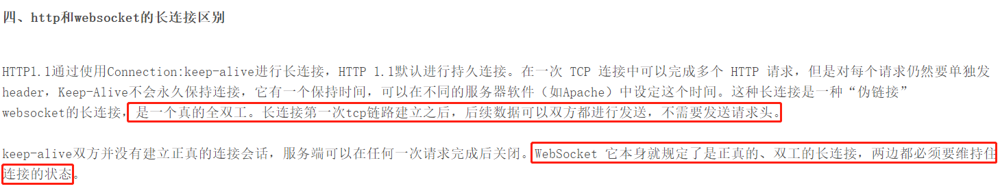 四、http和websocket的长连接区别
HTTP1.1通过使用Connection:keep-alive进行长连接，HTTP 1.1默认进行持久连接。在一次 TCP 连接中可以完成多个 HTTP 请求，但是对每个请求仍然要单独发
header，Keep-Alive不会永久保持连接，它有一个保持时间，可以在不同的服务器软件（如Apache）中设定这个时间。这种长连接是一种“伪链接”
websocket的长连接，是一个真的全双工。长连接第一次tcp链路建立之后，后续数据可以双方都进行发送，不需要发送请求头。
keep-alive双方并没有建立正真的连接会话，服务端可以在任何一次请求完成后关闭。WebSocket 它本身就规定了是正真的、双工的长连接，两边都必须要维持住
连接的状态。